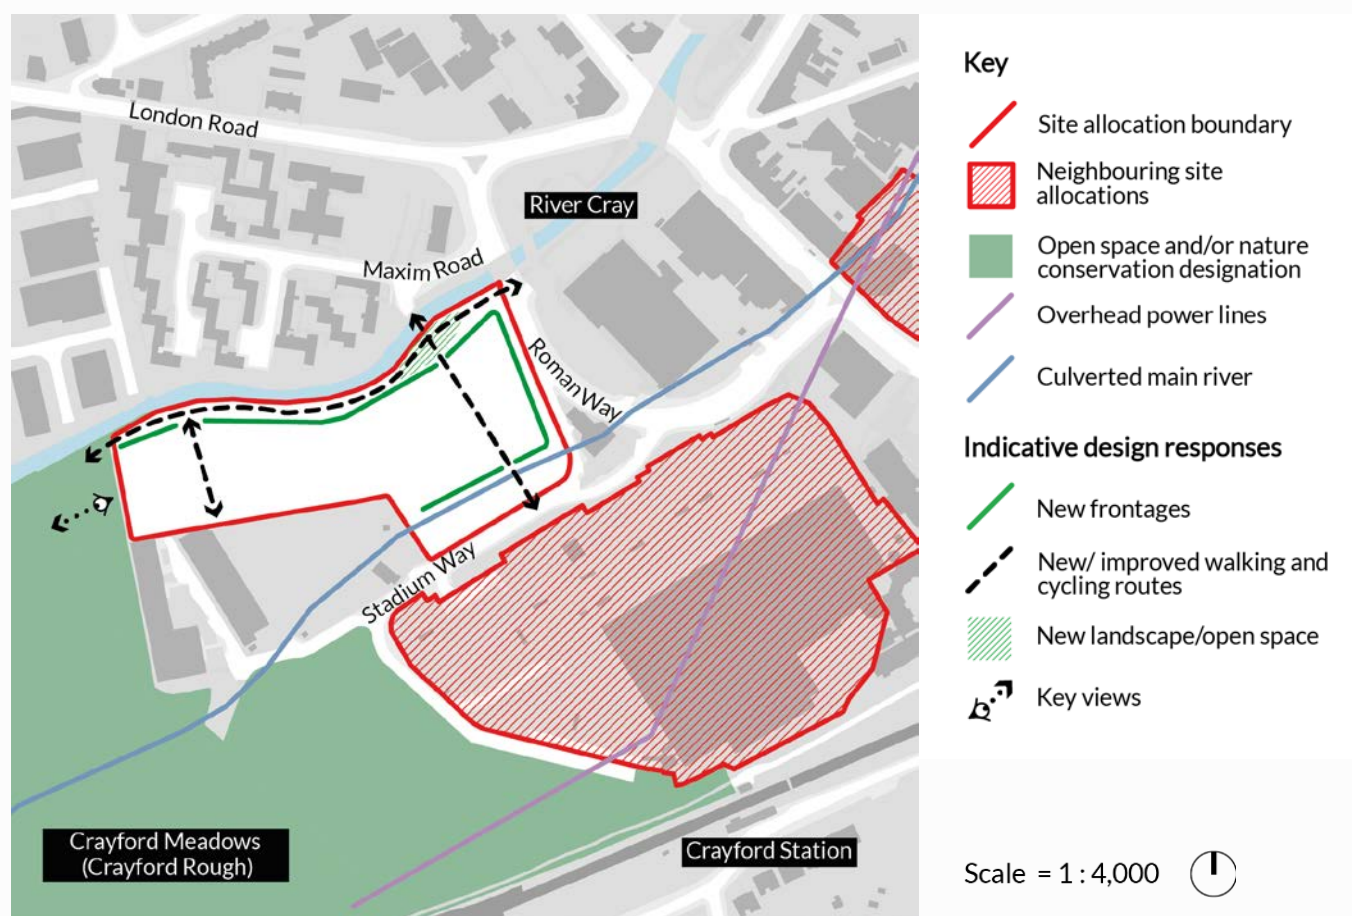 London Road
River Cray
Maxim Road
Roman Way
Stadium Way
Crayford Meadows
(Crayford Rough)
Crayford Station
Key
Site allocation boundary
Neighbouring site
allocations
Open space and/or nature
conservation designation
Overhead power lines
Culverted main river
Indicative design responses
New frontages
New/ improved walking and
cycling routes
New landscape/open space
Key views
Scale = 1 : 4,000